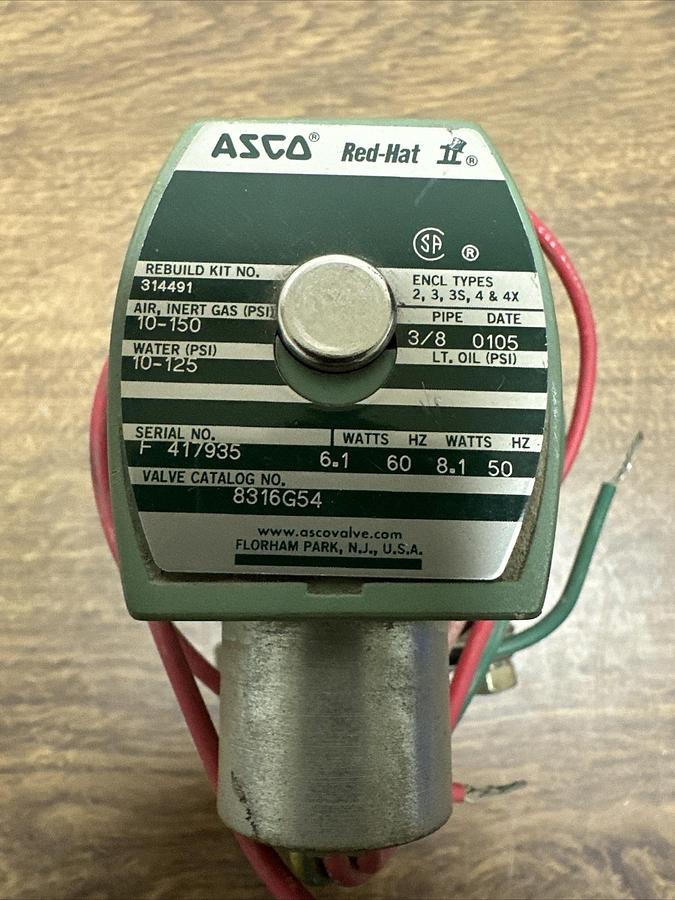 ASCO® Red-Hat II®
SA ®
REBUILD KIT NO.
314491
ENCL TYPES
2, 3, 3S, 4 & 4X
AIR, INERT GAS (PSI)
10-150
PIPE DATE
3/8 0105
WATER (PSI)
10-125
LT. OIL (PSI)
SERIAL NO.
F 417935
WATTS HZ WATTS HZ
6.1 60 8.1 50
VALVE CATALOG NO.
8316G54
www.ascovalve.com
FLORHAM PARK, N.J., U.S.A.